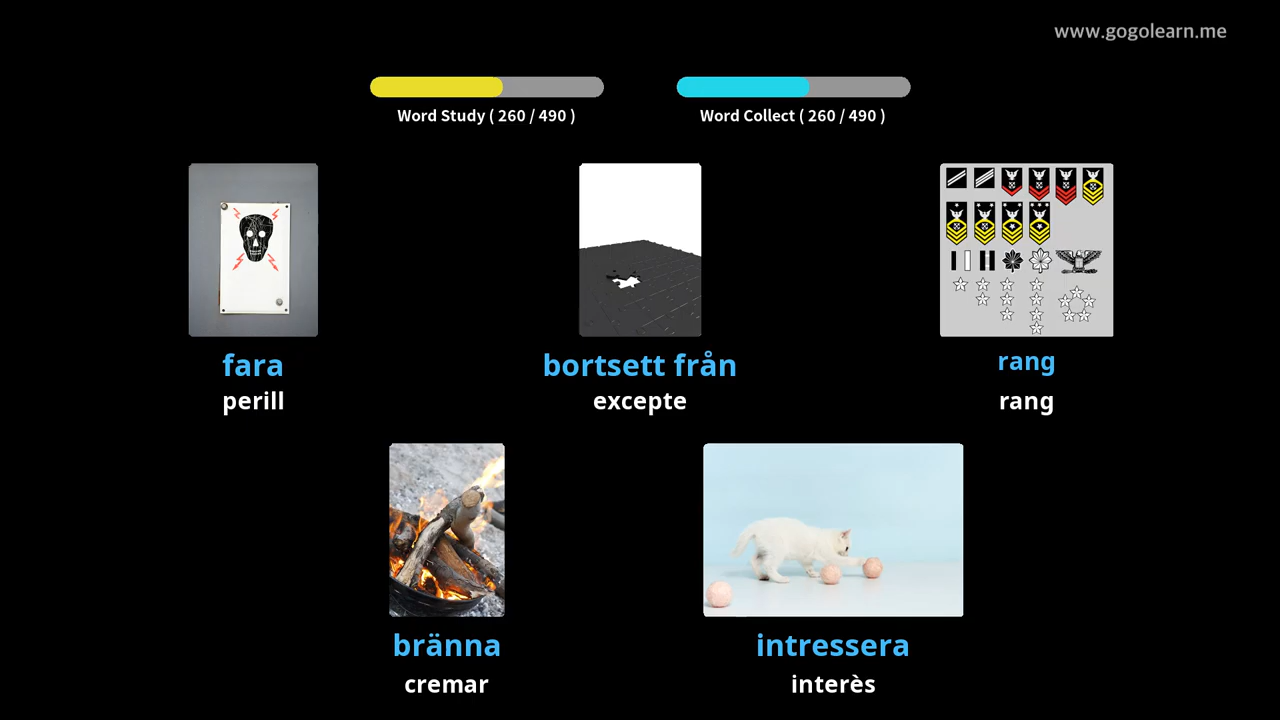 www.gogolearn.me
Word Study ( 260 / 490 )
Word Collect ( 260 / 490 )
fara
perill
bortsett från
excepte
rang
rang
bränna
cremar
intressera
interès